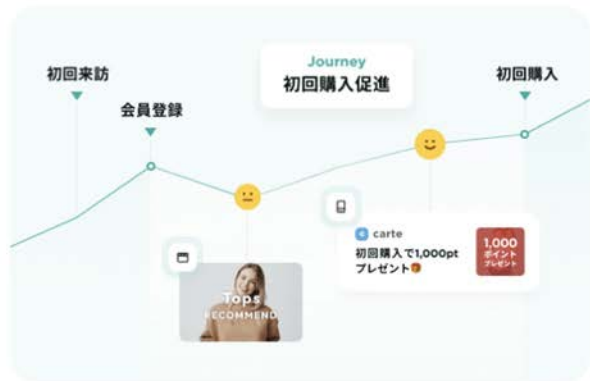 Journey
初回購入促進
初回来訪
会員登録
初回購入
carte
初回購入で1,000pt
プレゼント🎁
1,000
ポイント
プレゼント
Tops
RECOMMEND